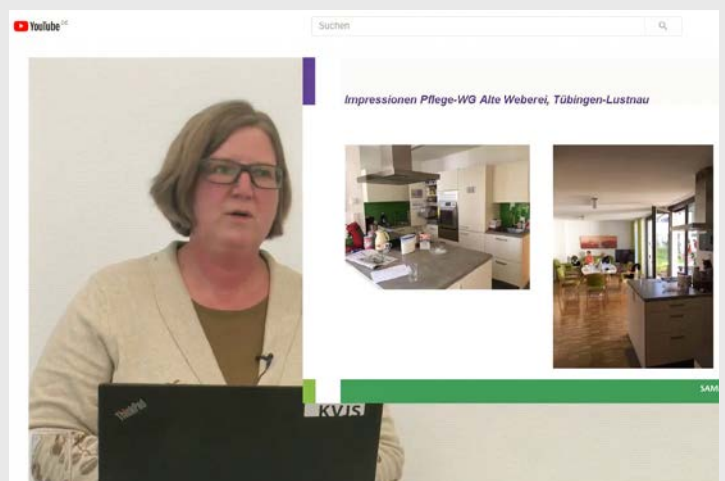 YouTube DE
Suchen
Impressionen Pflege-WG Alte Weberei, Tübingen-Lustnau
SAM
ThinkPad
KVJS